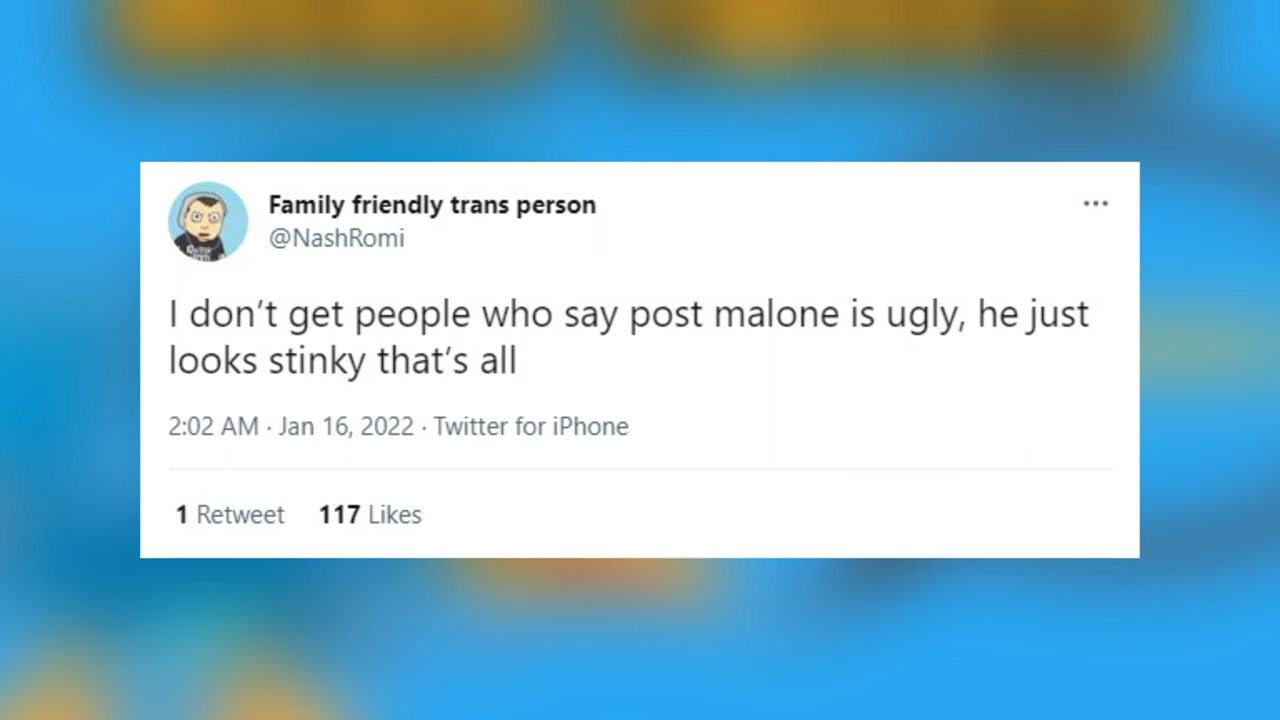 Family friendly trans person
@NashRomi
I don’t get people who say post malone is ugly, he just
looks stinky that’s all
2:02 AM · Jan 16, 2022 · Twitter for iPhone
1 Retweet 117 Likes